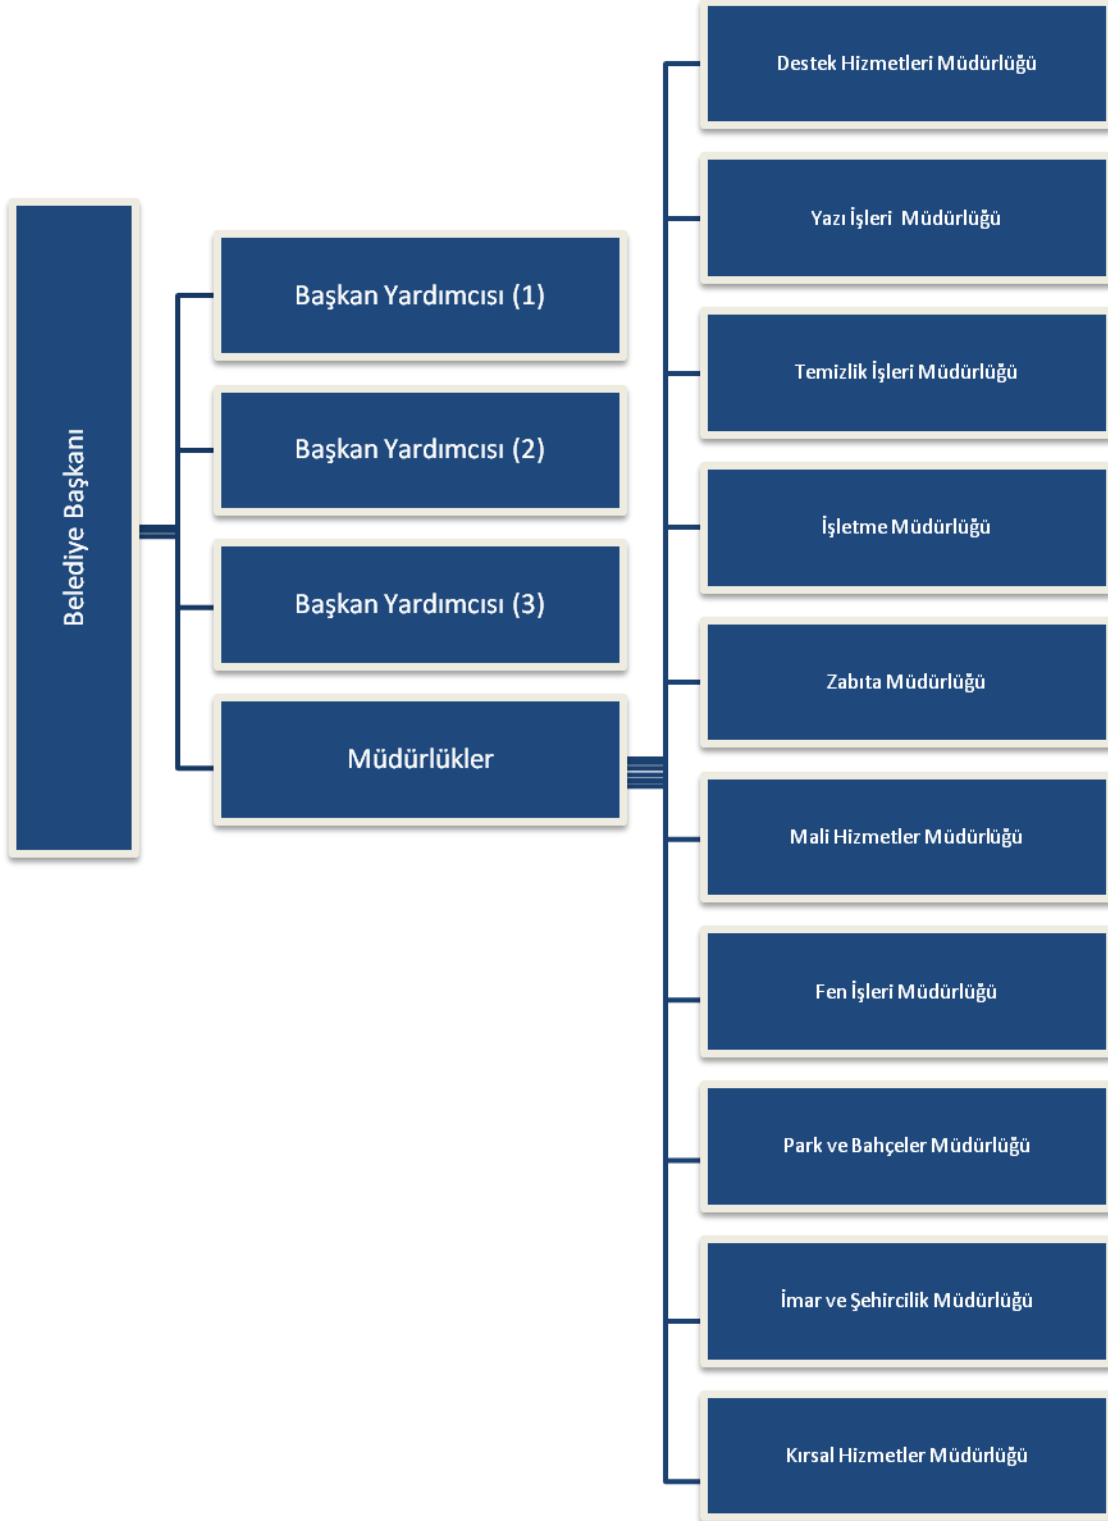 Belediye Başkanı
Başkan Yardımcısı (1)
Başkan Yardımcısı (2)
Başkan Yardımcısı (3)
Müdürlükler
Destek Hizmetleri Müdürlüğü
Yazı İşleri Müdürlüğü
Temizlik İşleri Müdürlüğü
İşletme Müdürlüğü
Zabıta Müdürlüğü
Mali Hizmetler Müdürlüğü
Fen İşleri Müdürlüğü
Park ve Bahçeler Müdürlüğü
İmar ve Şehircilik Müdürlüğü
Kırsal Hizmetler Müdürlüğü